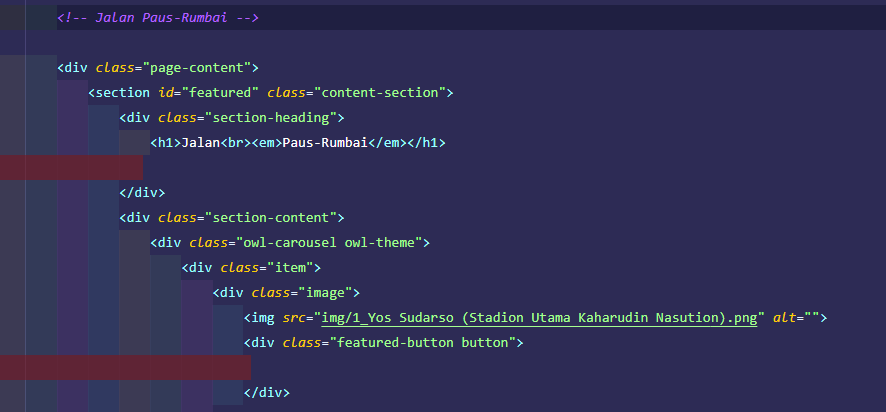 <!-- Jalan Paus-Rumbai -->
<div class="page-content">
<section id="featured" class="content-section">
<div class="section-heading">
<h1>Jalan<br><em>Paus-Rumbai</em></h1>
</div>
<div class="section-content">
<div class="owl-carousel owl-theme">
<div class="item">
<div class="image">
<img src="img/1_Yos Sudarso (Stadion Utama Kaharudin Nasution).png" alt="">
<div class="featured-button button">
</div>